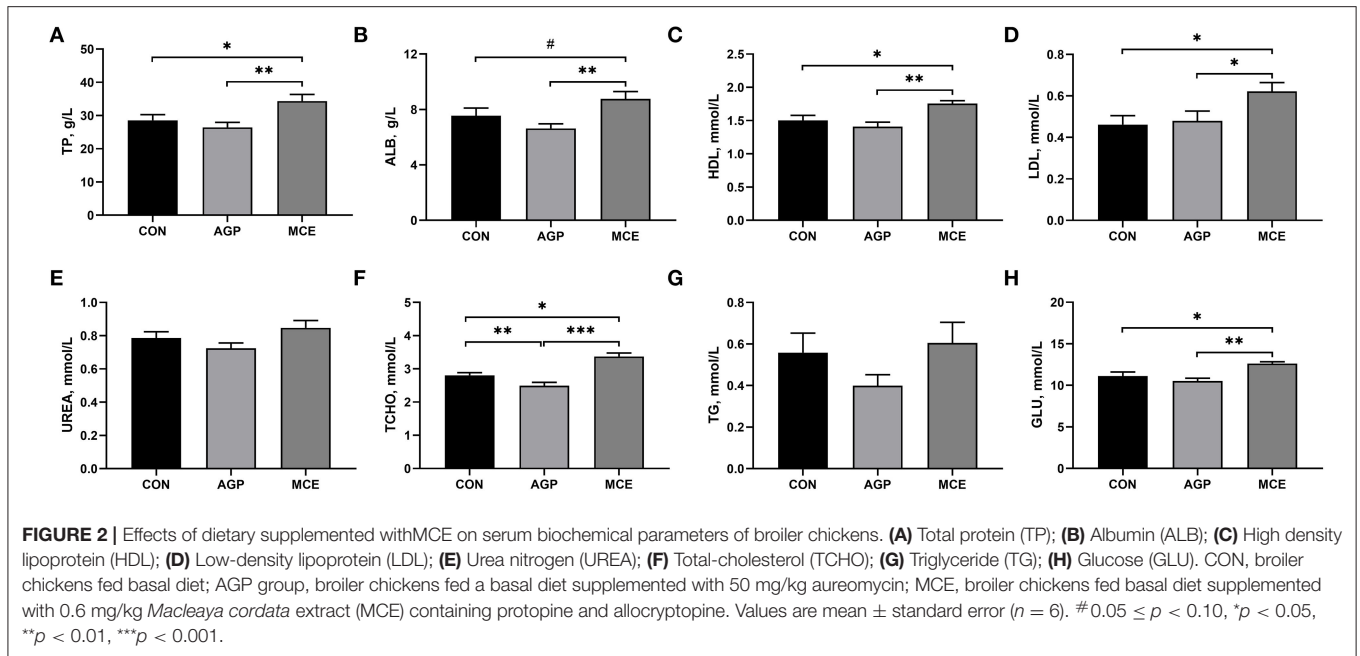 A
B
C
D
50
40
30
20
10
0
TP, g/L
*
**
CON AGP MCE
12
9
6
3
0
ALB, g/L
#
**
CON AGP MCE
2.5
2.0
1.5
1.0
0.5
0.0
HDL, mmol/L
*
**
CON AGP MCE
0.8
0.6
0.4
0.2
0.0
LDL, mmol/L
*
*
CON AGP MCE
E
F
G
H
1.0
0.8
0.6
0.4
0.2
0.0
UREA, mmol/L
CON AGP MCE
5
4
3
2
1
0
TCHO, mmol/L
*
** ***
CON AGP MCE
0.8
0.6
0.4
0.2
0.0
TG, mmol/L
CON AGP MCE
20
15
10
5
0
GLU, mmol/L
*
**
CON AGP MCE
FIGURE 2 | Effects of dietary supplemented withMCE on serum biochemical parameters of broiler chickens. (A) Total protein (TP); (B) Albumin (ALB); (C) High density
lipoprotein (HDL); (D) Low-density lipoprotein (LDL); (E) Urea nitrogen (UREA); (F) Total-cholesterol (TCHO); (G) Triglyceride (TG); (H) Glucose (GLU). CON, broiler
chickens fed basal diet; AGP group, broiler chickens fed a basal diet supplemented with 50 mg/kg aureomycin; MCE, broiler chickens fed basal diet supplemented
with 0.6 mg/kg Macleaya cordata extract (MCE) containing protopine and allocryptopine. Values are mean ± standard error (n = 6). #0.05 ≤ p < 0.10, *p < 0.05,
**p < 0.01, ***p < 0.001.